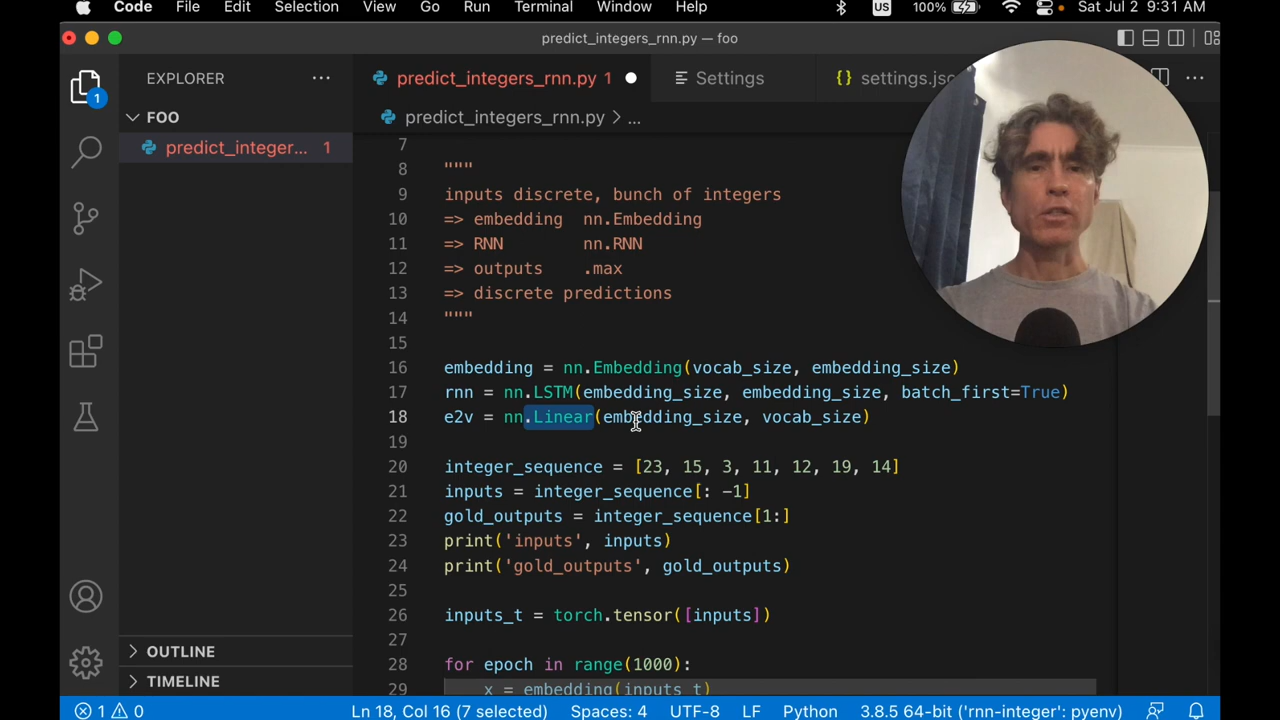 Code File Edit Selection View Go Run Terminal Window Help US 100% Sat Jul 2 9:31 AM
predict_integers_rnn.py — foo
EXPLORER
predict_integers_rnn.py 1
Settings
{} settings.jsc
1
FOO
predict_integers_rnn.py > ...
predict_integer... 1
7
8 """
9 inputs discrete, bunch of integers
10 => embedding nn.Embedding
11 => RNN nn.RNN
12 => outputs .max
13 => discrete predictions
14 """
15
16 embedding = nn.Embedding(vocab_size, embedding_size)
17 rnn = nn.LSTM(embedding_size, embedding_size, batch_first=True)
18 e2v = nn.Linear(embedding_size, vocab_size)
19
20 integer_sequence = [23, 15, 3, 11, 12, 19, 14]
21 inputs = integer_sequence[: -1]
22 gold_outputs = integer_sequence[1:]
23 print('inputs', inputs)
24 print('gold_outputs', gold_outputs)
25
26 inputs_t = torch.tensor([inputs])
27
28 for epoch in range(1000):
29 x = embedding(inputs_t)
OUTLINE
TIMELINE
1 0 Ln 18, Col 16 (7 selected) Spaces: 4 UTF-8 LF Python 3.8.5 64-bit ('rnn-integer': pyenv)